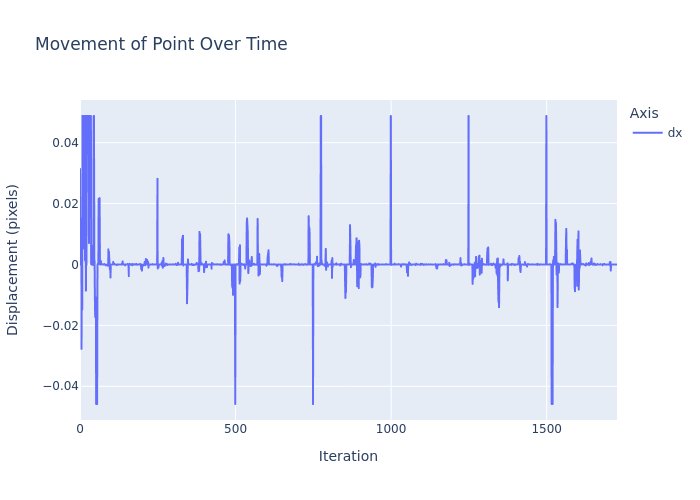 Movement of Point Over Time
Axis
dx
Displacement (pixels)
0.04
0.02
0
−0.02
−0.04
0
500
1000
1500
Iteration